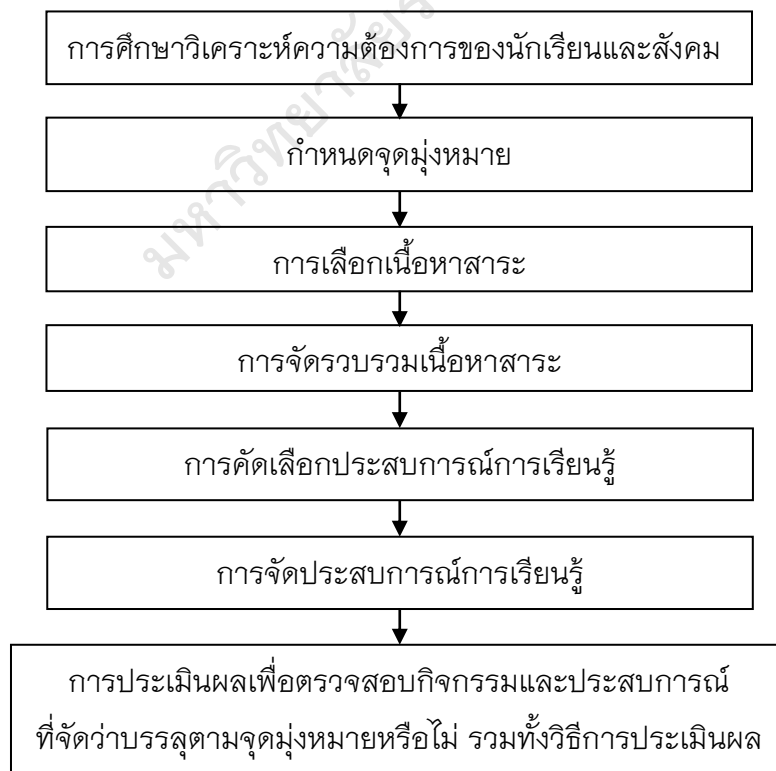 การศึกษาวิเคราะห์ความต้องการของนักเรียนและสังคม
กำหนดจุดมุ่งหมาย
การเลือกเนื้อหาสาระ
การจัดรวบรวมเนื้อหาสาระ
การคัดเลือกประสบการณ์การเรียนรู้
การจัดประสบการณ์การเรียนรู้
การประเมินผลเพื่อตรวจสอบกิจกรรมและประสบการณ์
ที่จัดว่าบรรลุตามจุดมุ่งหมายหรือไม่ รวมทั้งวิธีการประเมินผล